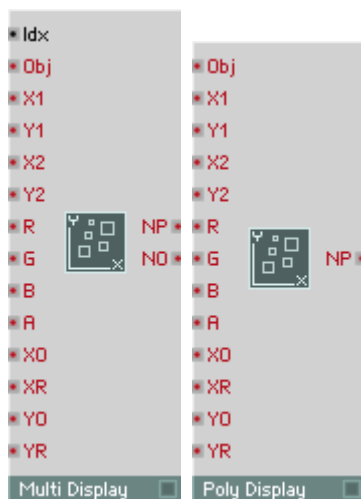 Idx
Obj
X1
Y1
X2
Y2
R
G
B
A
XO
XR
YO
YR
Y
X
NP
NO
Multi Display
Obj
X1
Y1
X2
Y2
R
G
B
A
XO
XR
YO
YR
Y
X
NP
Poly Display